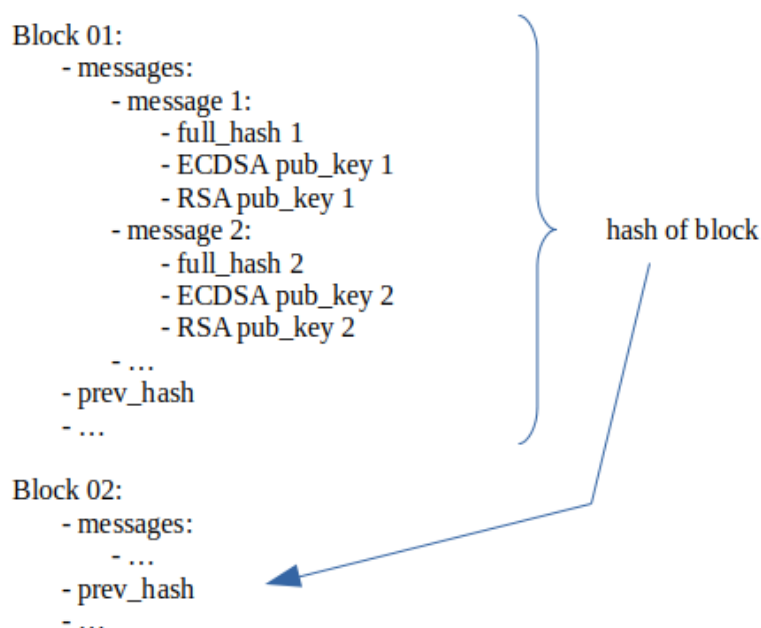 Block 01:
- messages:
- message 1:
- full_hash 1
- ECDSA pub_key 1
- RSA pub_key 1
- message 2:
- full_hash 2
- ECDSA pub_key 2
- RSA pub_key 2
- …
- prev_hash
- …
hash of block
Block 02:
- messages:
- …
- prev_hash
- …